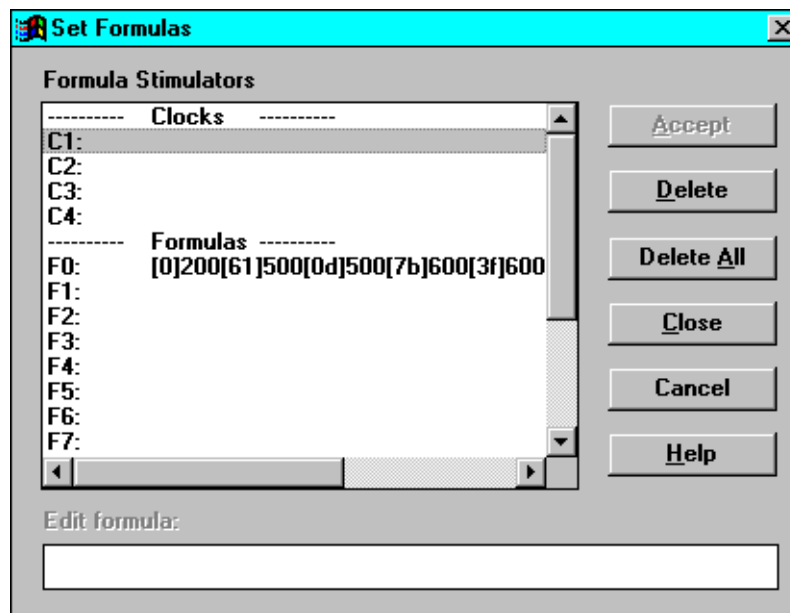 Set Formulas
Formula Stimulators
---------- Clocks ----------
C1:
C2:
C3:
C4:
---------- Formulas ----------
F0: [0]200[61]500[0d]500[7b]600[3f]600
F1:
F2:
F3:
F4:
F5:
F6:
F7:
Accept
Delete
Delete All
Close
Cancel
Help
Edit formula: